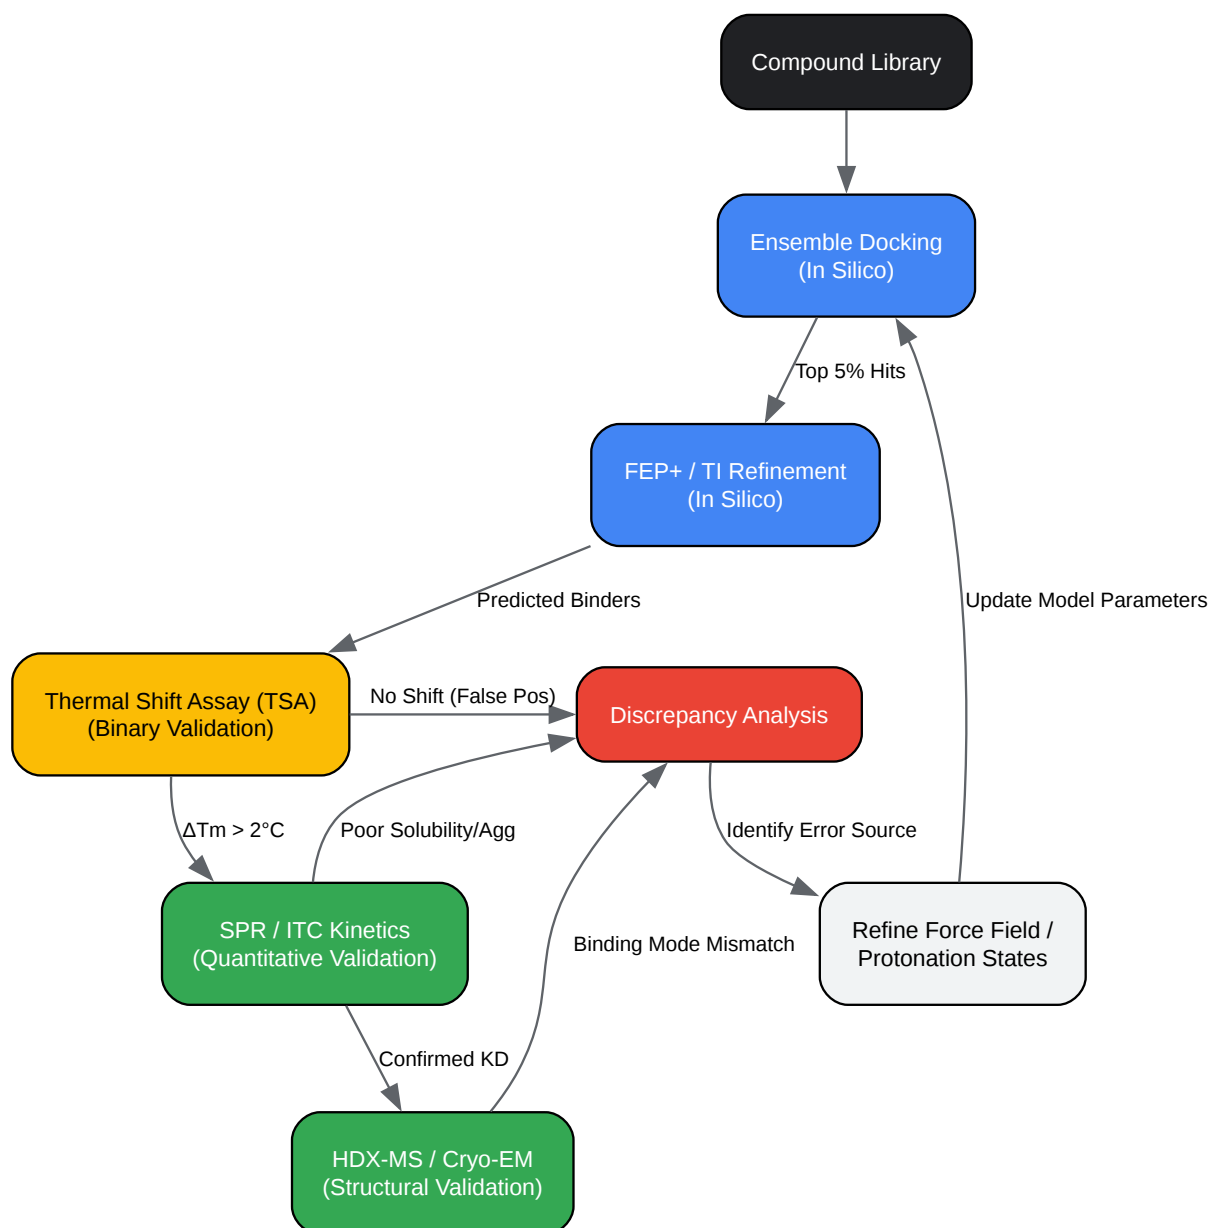 Compound Library
Ensemble Docking
(In Silico)
Top 5% Hits
FEP+ / TI Refinement
(In Silico)
Predicted Binders
Update Model Parameters
Thermal Shift Assay (TSA)
(Binary Validation)
No Shift (False Pos)
Discrepancy Analysis
ΔTm > 2°C
Poor Solubility/Agg
Identify Error Source
SPR / ITC Kinetics
(Quantitative Validation)
Binding Mode Mismatch
Refine Force Field /
Protonation States
Confirmed KD
HDX-MS / Cryo-EM
(Structural Validation)